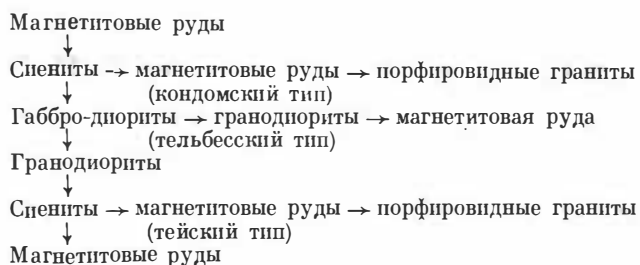 Магнетитовые руды
↓
Сиениты → магнетитовые руды → порфировидные граниты
↓ (кондомский тип)
Габбро-диориты → гранодиориты → магнетитовая руда
↓ (тельбесский тип)
Гранодиориты
↓
Сиениты → магнетитовые руды → порфировидные граниты
↓ (тейский тип)
Магнетитовые руды